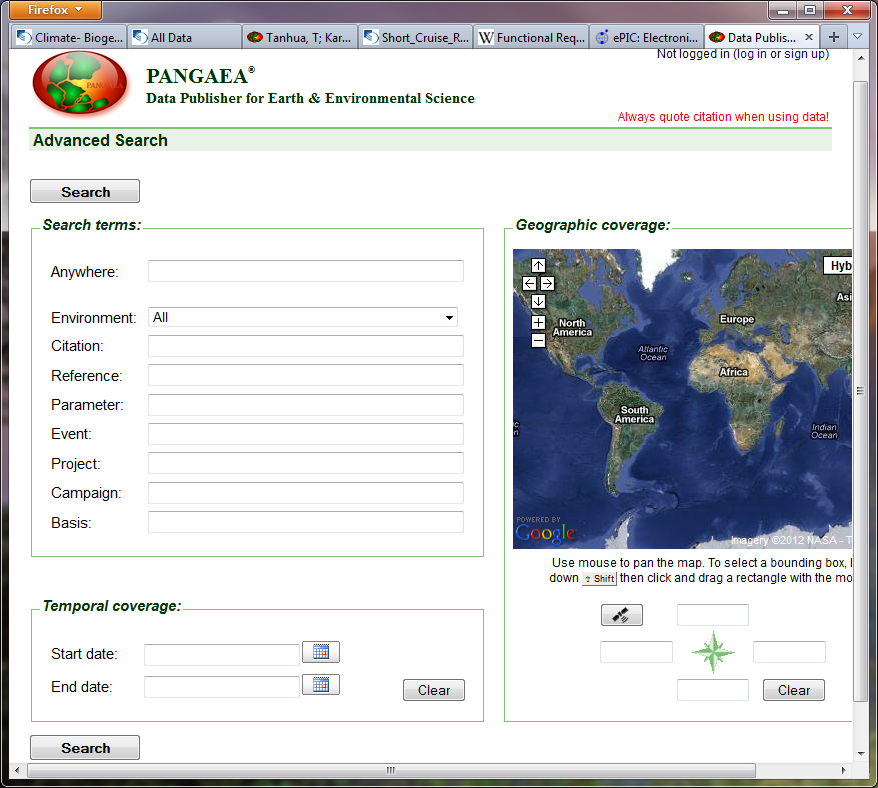 Firefox
Climate- Bioge...
All Data
Tanhua, T; Kar...
Short_Cruise_R...
Functional Req...
ePIC: Electroni...
Data Publis...
Not logged in (log in or sign up)
PANGAEA
PANGAEA®
Data Publisher for Earth & Environmental Science
Always quote citation when using data!
Advanced Search
Search
Search terms:
Anywhere:
Environment: All
Citation:
Reference:
Parameter:
Event:
Project:
Campaign:
Basis:
Geographic coverage:
Hyb
Asi
North
America
Europe
Atlantic
Ocean
Africa
South
America
Indian
Ocean
POWERED BY
Google
Imagery ©2012 NASA - T
Use mouse to pan the map. To select a bounding box,
down ⇧ Shift then click and drag a rectangle with the mo
Temporal coverage:
Start date:
End date:
Clear
Clear
Search